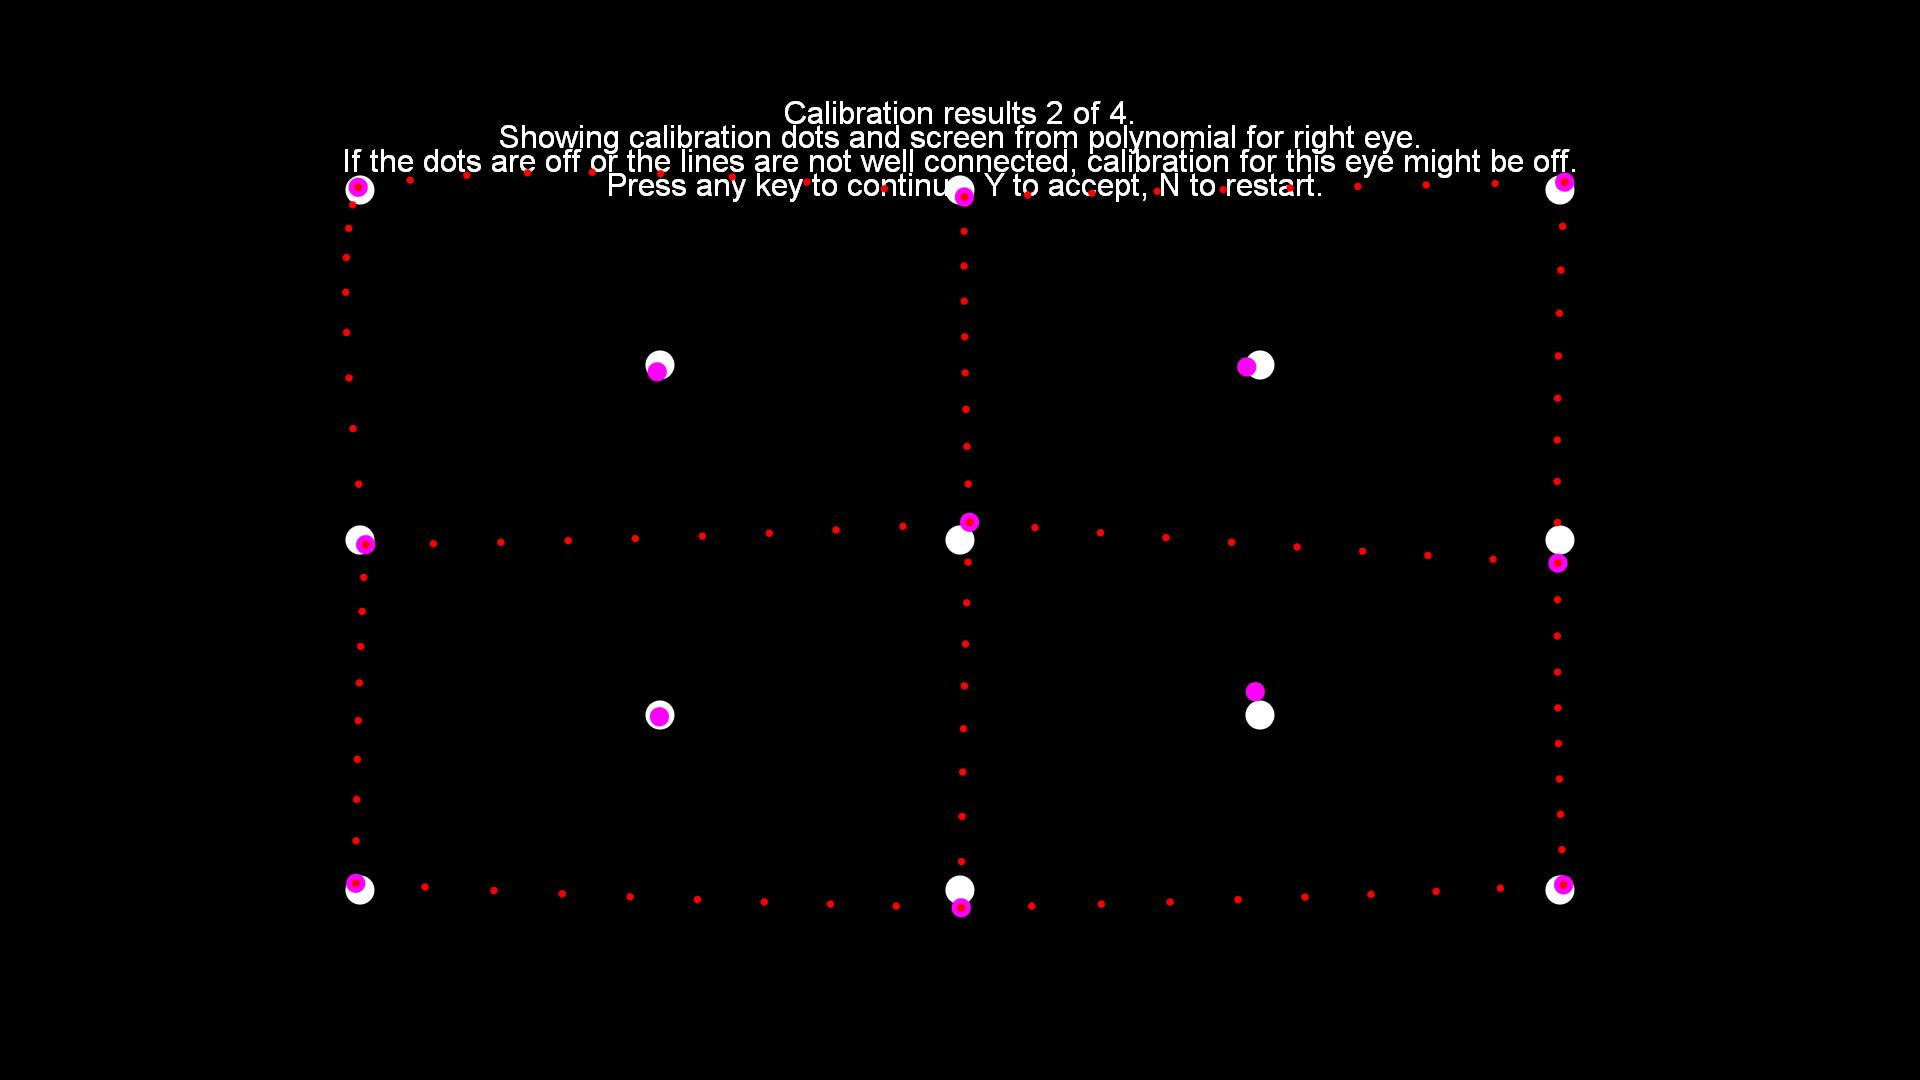 Calibration results 2 of 4.
Showing calibration dots and screen from polynomial for right eye.
If the dots are off or the lines are not well connected, calibration for this eye might be off.
Press any key to continue, Y to accept, N to restart.